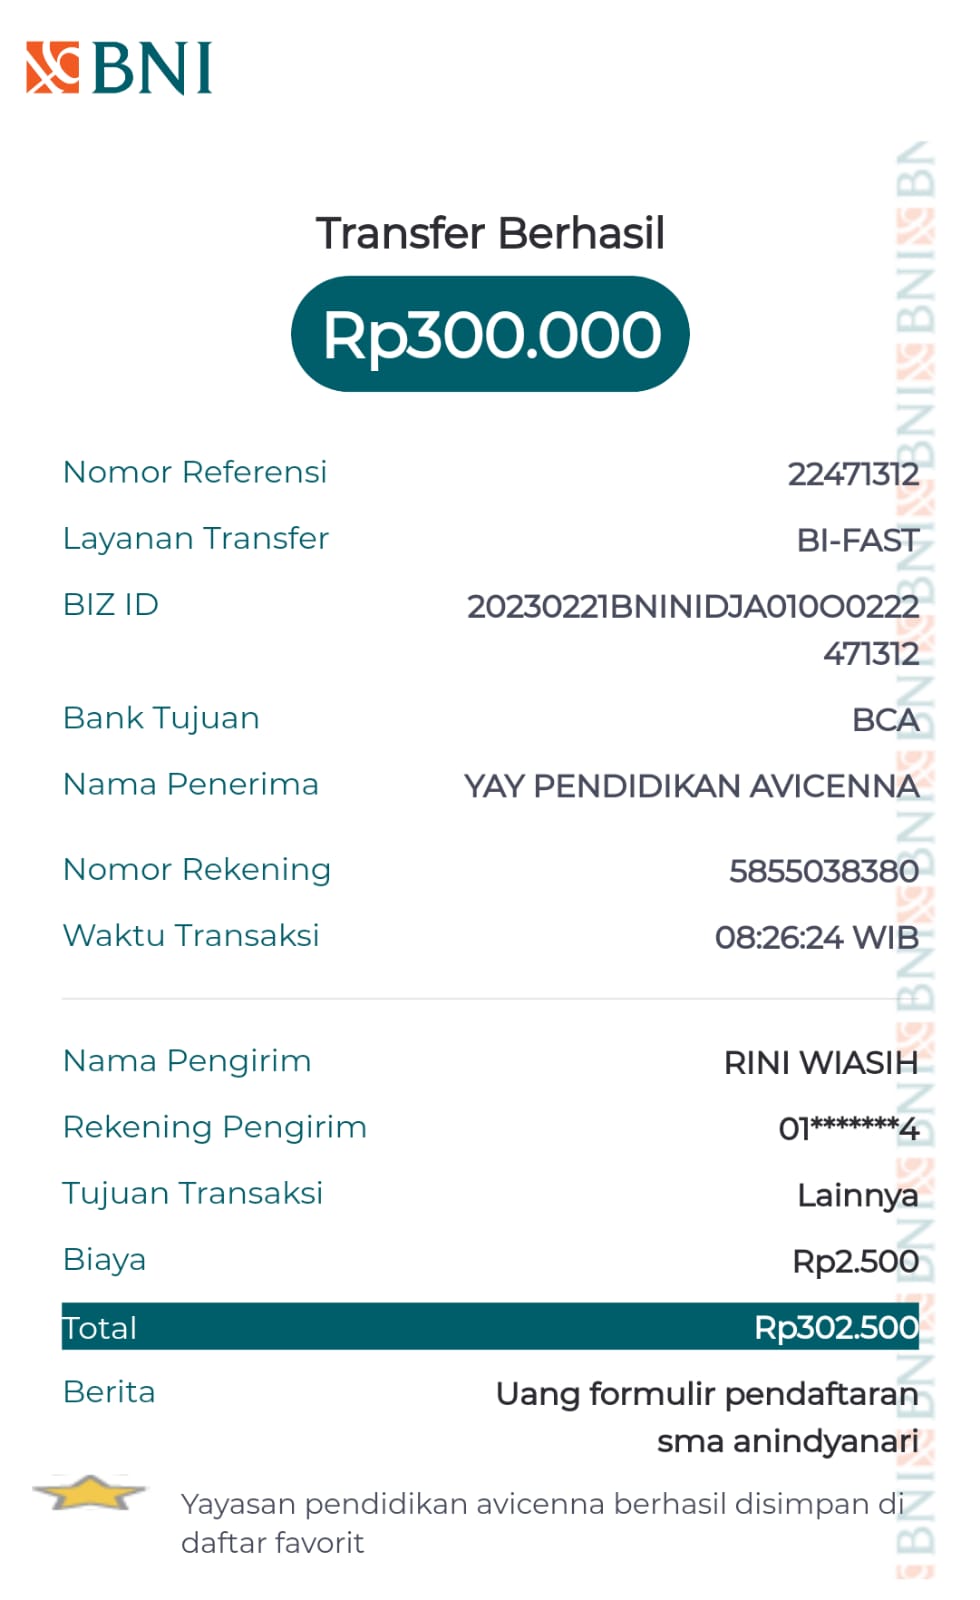 BNI
Transfer Berhasil
Rp300.000
Nomor Referensi 22471312
Layanan Transfer BI-FAST
BIZ ID 20230221BNINIDJA010O0222
471312
Bank Tujuan BCA
Nama Penerima YAY PENDIDIKAN AVICENNA
Nomor Rekening 5855038380
Waktu Transaksi 08:26:24 WIB
Nama Pengirim RINI WIASIH
Rekening Pengirim 01*******4
Tujuan Transaksi Lainnya
Biaya Rp2.500
Total Rp302.500
Berita Uang formulir pendaftaran
sma anindyanari
Yayasan pendidikan avicenna berhasil disimpan di
daftar favorit
BNI BNI BNI BNI BNI BNI BNI BNI BNI BNI BN